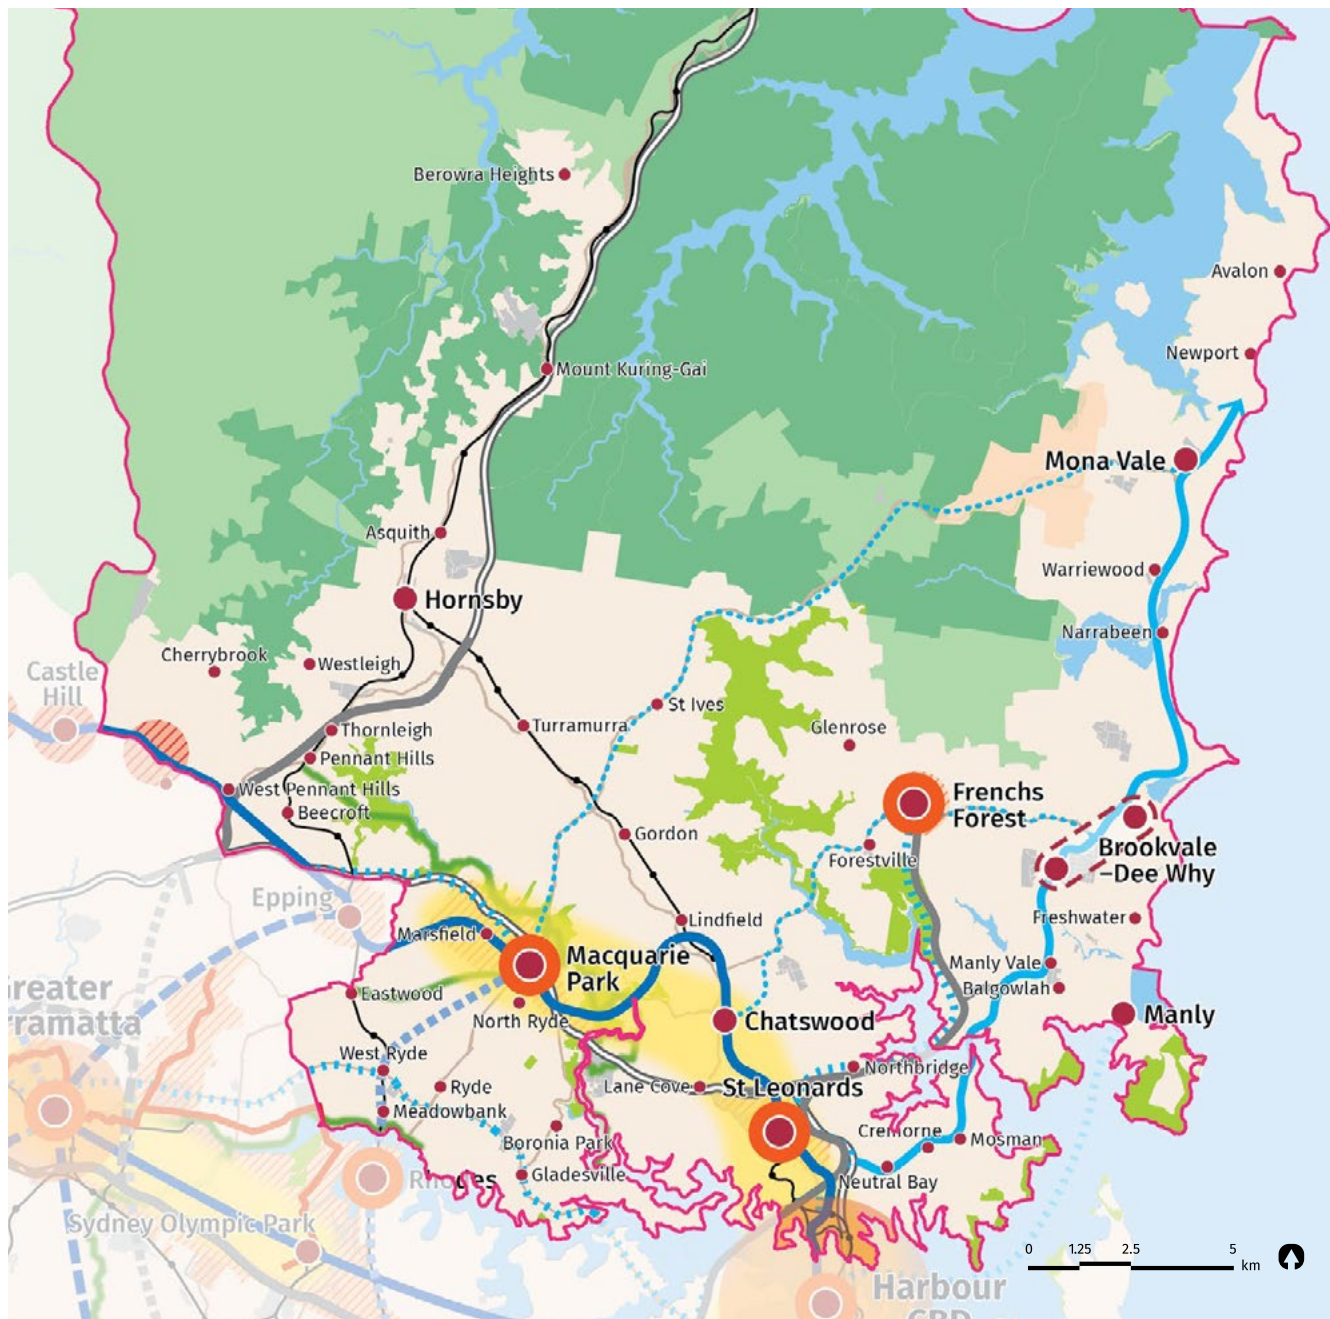 Berowra Heights
Avalon
Newport
Mount Kuring-Gai
Mona Vale
Asquith
Warriewood
Hornsby
Narrabeen
Cherrybrook
Westleigh
Castle
Hill
St Ives
Turramurra
Glenrose
Thornleigh
Pennant Hills
West Pennant Hills
Beecroft
Frenchs
Forest
Gordon
Forestville
Brookvale
–Dee Why
Epping
Lindfield
Freshwater
Marsfield
Macquarie
Park
Manly Vale
Balgowlah
Eastwood
North Ryde
Chatswood
Manly
West Ryde
Northbridge
Ryde
Lane Cove
St Leonards
Meadowbank
Boronia Park
Cremorne
Mosman
Gladesville
Neutral Bay
Rhodes
Sydney Olympic Park
0 1.25 2.5 5
km
Harbour
CBD